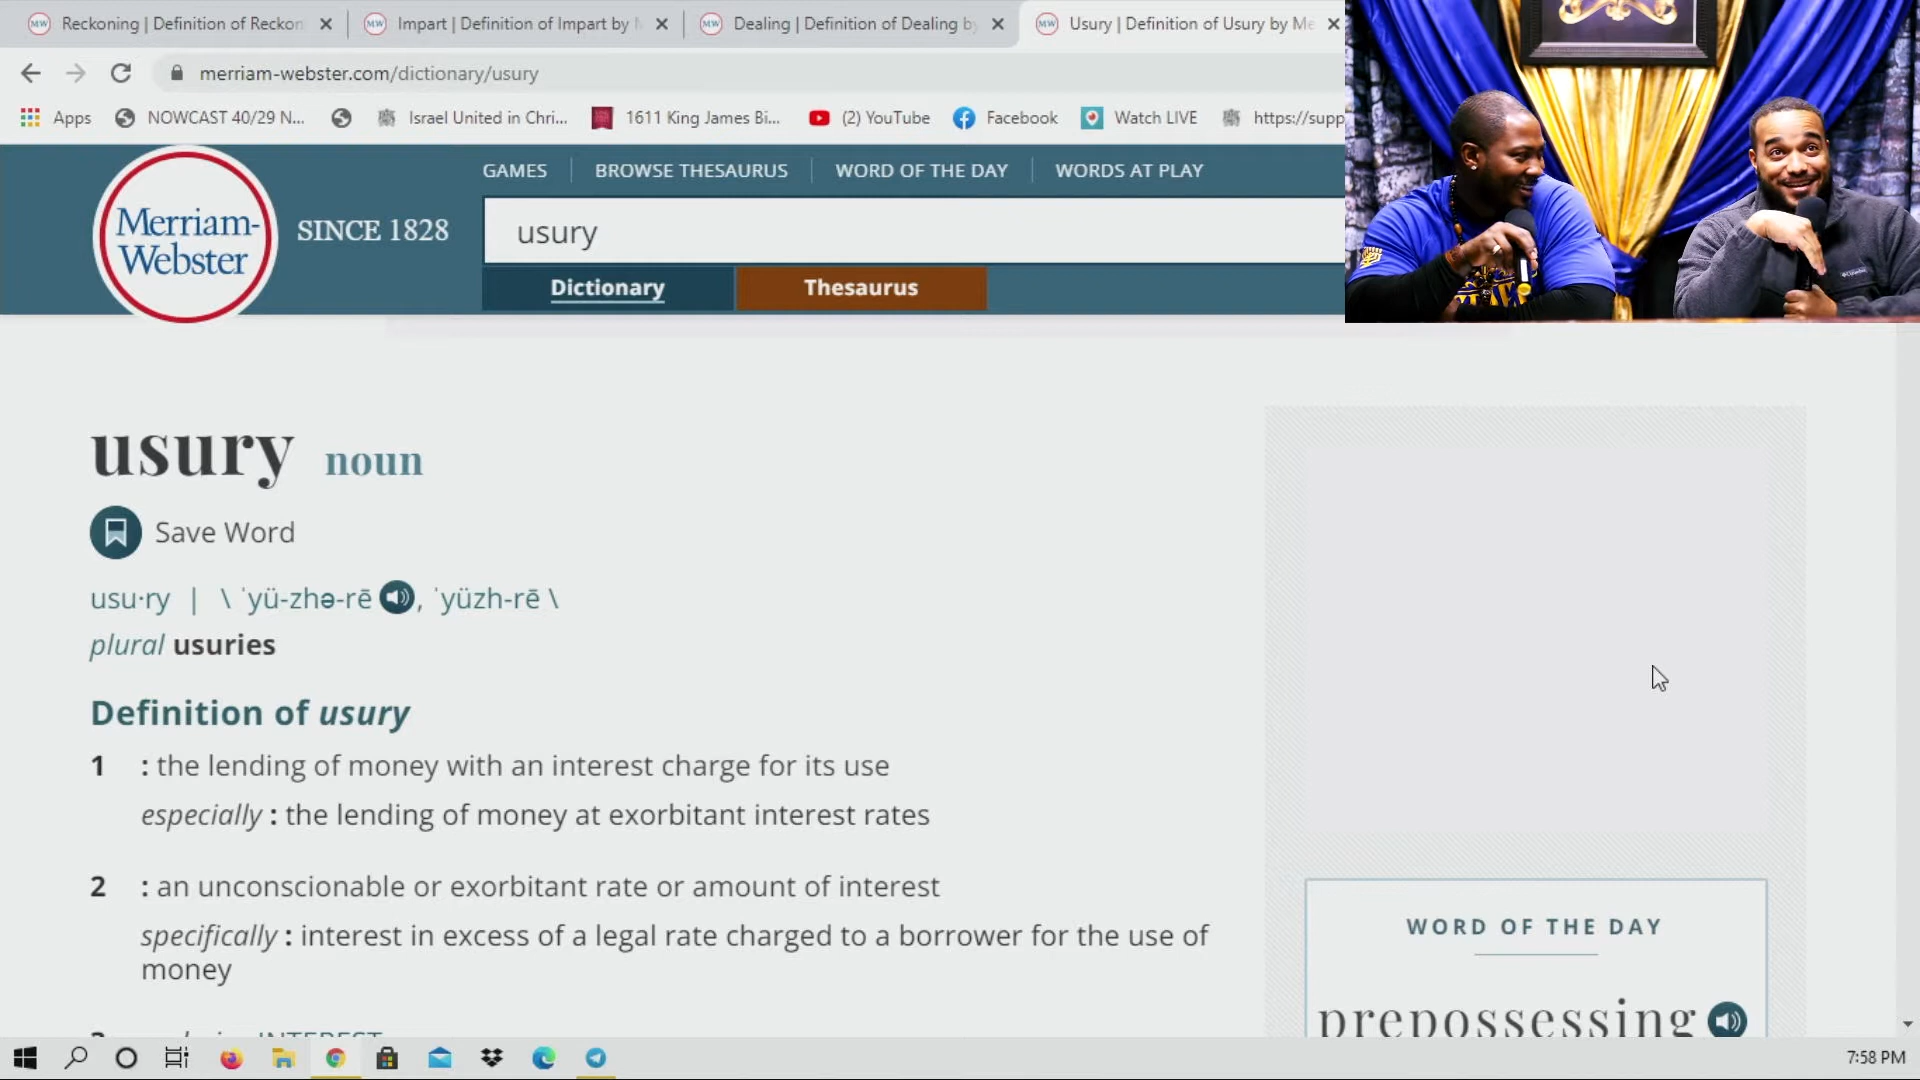 Reckoning | Definition of Reckon
Impart | Definition of Impart by
Dealing | Definition of Dealing by
Usury | Definition of Usury by Me
merriam-webster.com/dictionary/usury
Apps
NOWCAST 40/29 N...
Israel United in Chri...
1611 King James Bi...
(2) YouTube
Facebook
Watch LIVE
https://supp
GAMES
BROWSE THESAURUS
WORD OF THE DAY
WORDS AT PLAY
Merriam-
Webster
SINCE 1828
usury
Dictionary
Thesaurus
usury noun
Save Word
usu·ry | \ ˈyü-zhə-rē , ˈyüzh-rē \
plural usuries
Definition of usury
1 : the lending of money with an interest charge for its use
especially : the lending of money at exorbitant interest rates
2 : an unconscionable or exorbitant rate or amount of interest
specifically : interest in excess of a legal rate charged to a borrower for the use of
money
INTEREST
WORD OF THE DAY
prepossessing
7:58 PM